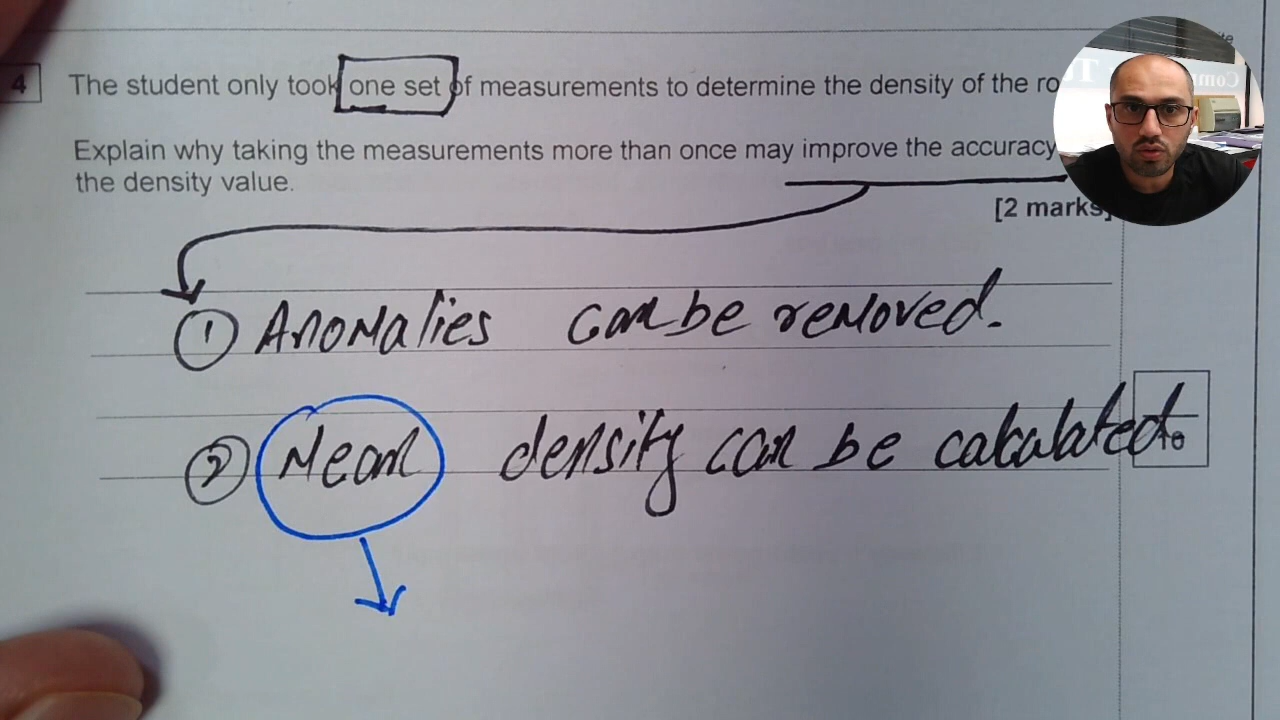 4 The student only took one set of measurements to determine the density of the ro
Explain why taking the measurements more than once may improve the accuracy
the density value.
[2 marks]
① Anomalies can be removed.
② Mean density can be calculated.
10